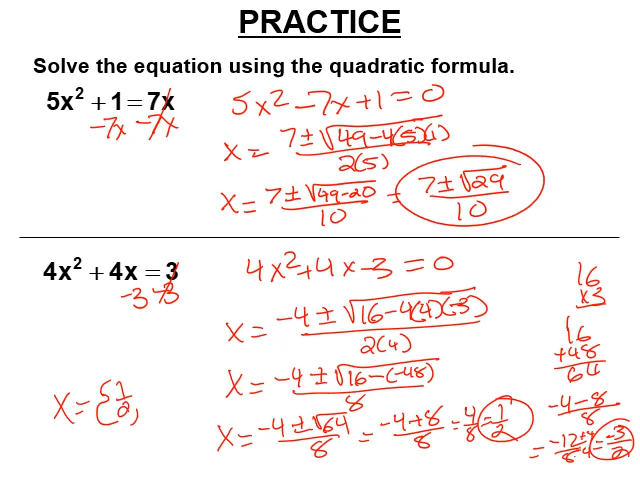 PRACTICE
Solve the equation using the quadratic formula.
5x² + 1 = 7x
-7x -7x
5x² - 7x + 1 = 0
x = 7 ± √49 - 4(5)(1) / 2(5)
x = 7 ± √49 - 20 / 10 = 7 ± √29 / 10
4x² + 4x = 3
-3 -3
4x² + 4x - 3 = 0
x = -4 ± √16 - 4(4)(-3) / 2(4)
x = -4 ± √16 - (-48) / 8
x = -4 ± √64 / 8 = -4 + 8 / 8 = 4/8 = 1/2
x = { 1/2,
16
x3
16
+48
64
-4 - 8 / 8
= -12 ÷4 / 8 ÷4 = -3/2